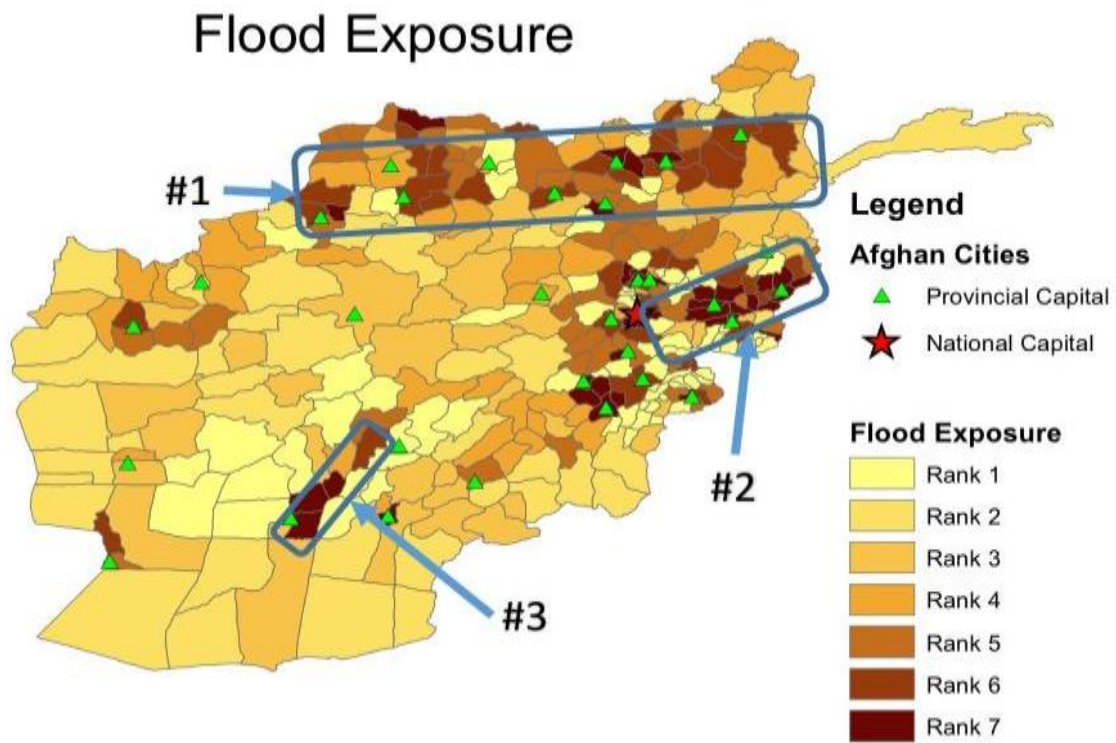 Flood Exposure
#1
#2
#3
Legend
Afghan Cities
Provincial Capital
National Capital
Flood Exposure
Rank 1
Rank 2
Rank 3
Rank 4
Rank 5
Rank 6
Rank 7